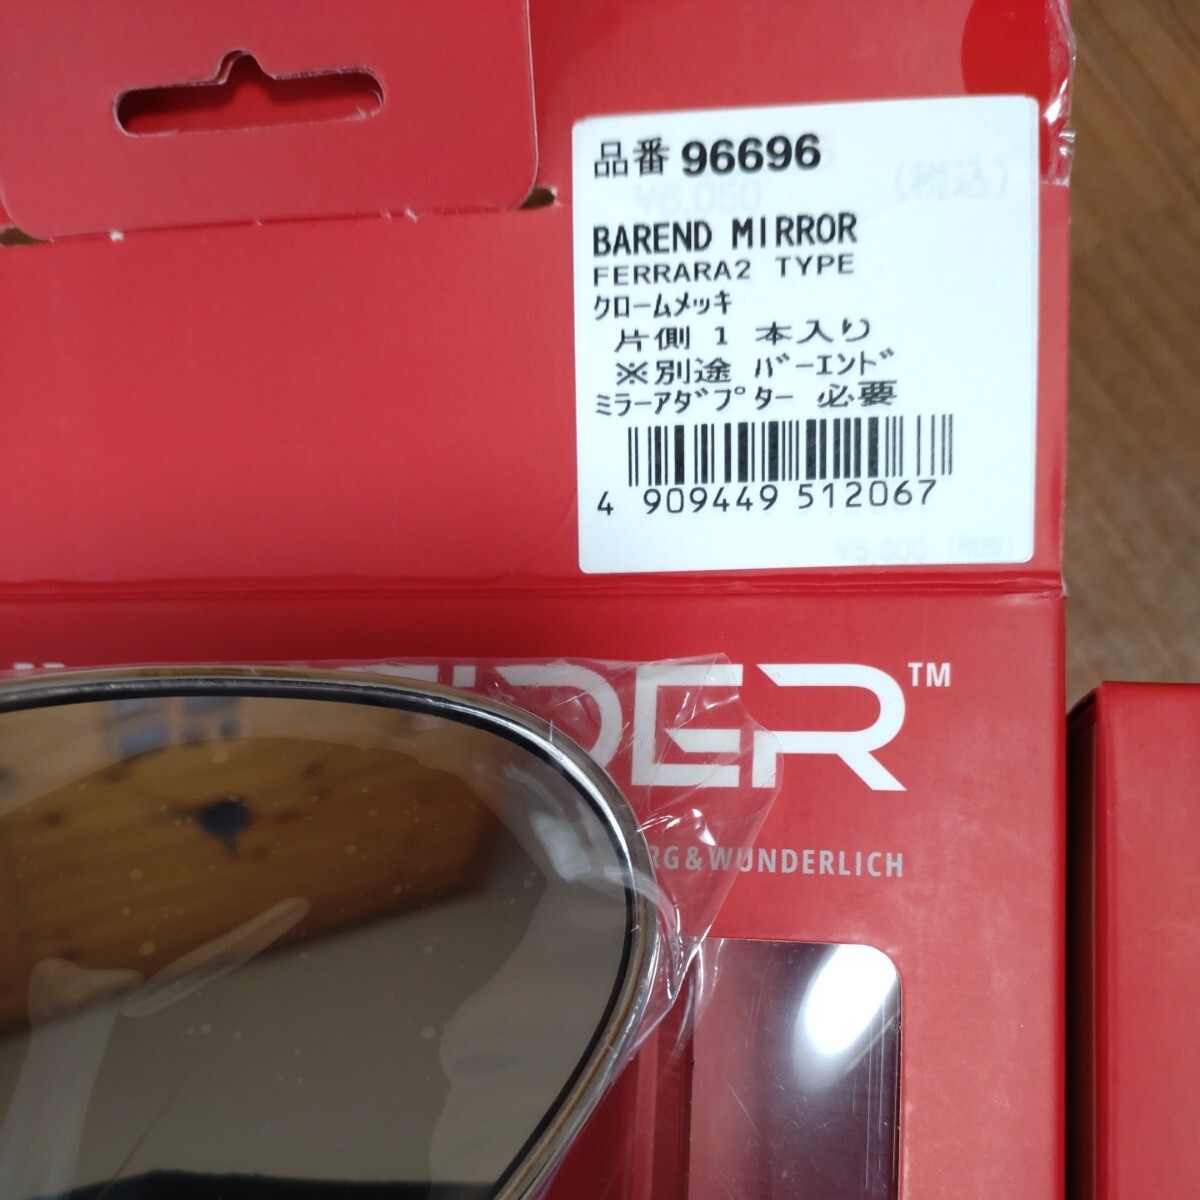 品番 96696
BAREND MIRROR
FERRARA2 TYPE
クロームメッキ
片側 1 本入り
※別途 バーエンド
ミラーアダプター 必要
4 909449 512067
DER™
RG&WUNDERLICH